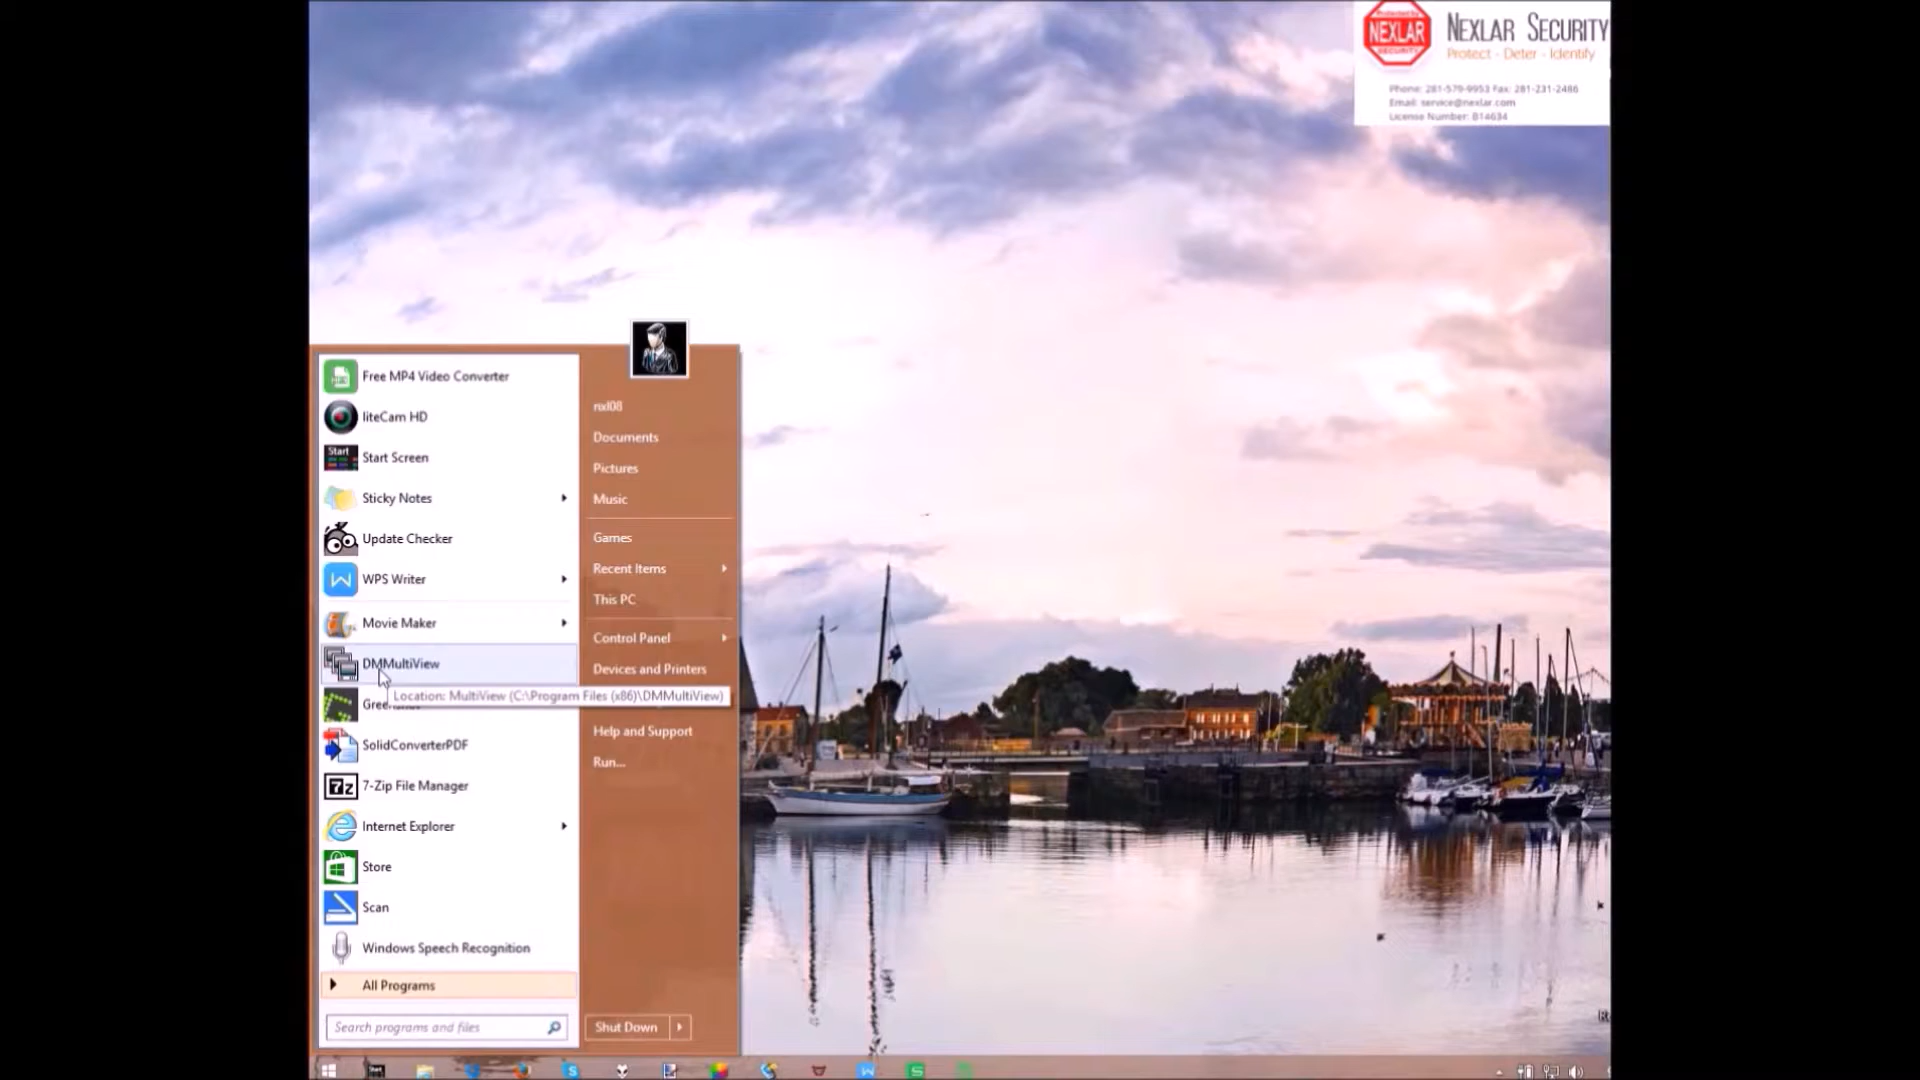 Protected by
NEXLAR
SECURITY
NEXLAR SECURITY
Protect - Deter - Identify
Phone: 281-579-9953 Fax: 281-231-2486
Email: service@nexlar.com
License Number: B14634
Free MP4 Video Converter
liteCam HD
Start
Start Screen
Sticky Notes
Update Checker
WPS Writer
Movie Maker
DMMultiView
Location: MultiView (C:\Program Files (x86)\DMMultiView)
SolidConverterPDF
7z
7-Zip File Manager
Internet Explorer
Store
Scan
Windows Speech Recognition
All Programs
Search programs and files
nxl08
Documents
Pictures
Music
Games
Recent Items
This PC
Control Panel
Devices and Printers
Help and Support
Run...
Shut Down